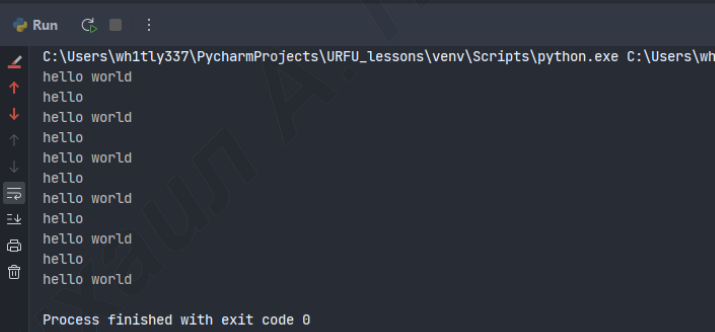 Run
C:\Users\wh1tly337\PycharmProjects\URFU_lessons\venv\Scripts\python.exe C:\Users\wh
hello world
hello
hello world
hello
hello world
hello
hello world
hello
hello world
hello
hello world
Process finished with exit code 0